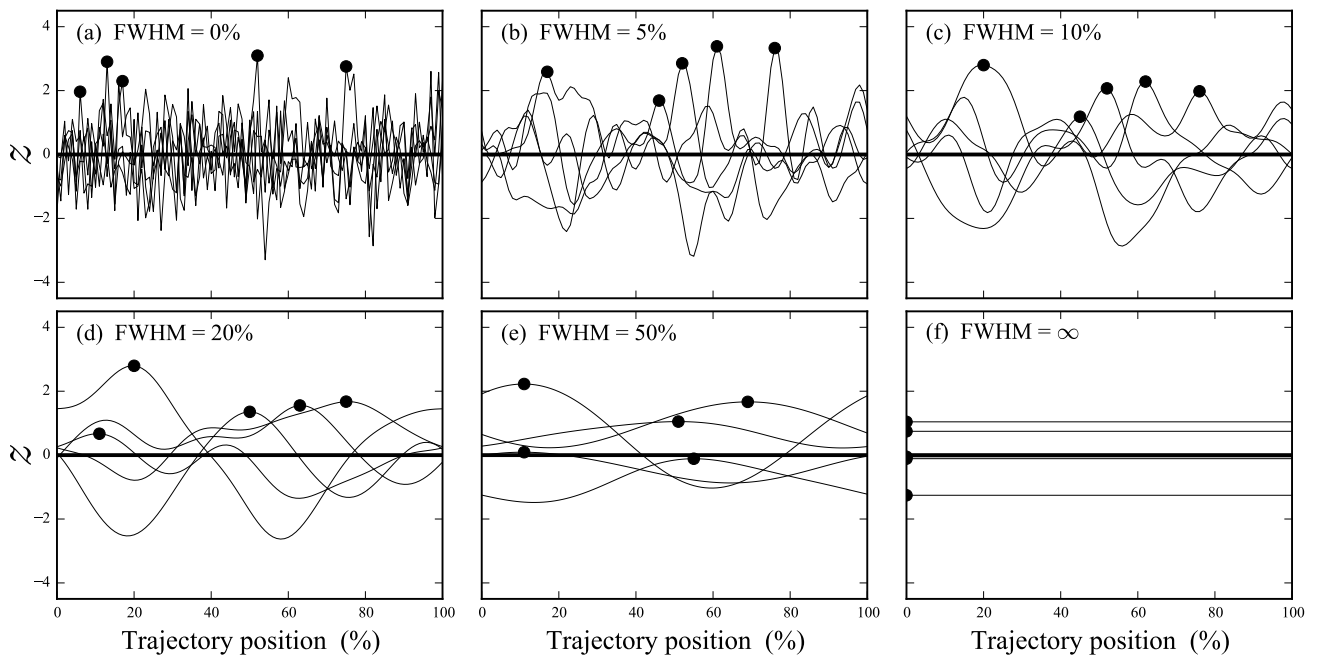 (a) FWHM = 0%
(b) FWHM = 5%
(c) FWHM = 10%
4
2
0
−2
−4
z
(d) FWHM = 20%
(e) FWHM = 50%
(f) FWHM = ∞
4
2
0
−2
−4
z
0 20 40 60 80 100
0 20 40 60 80 100
0 20 40 60 80 100
Trajectory position (%)
Trajectory position (%)
Trajectory position (%)